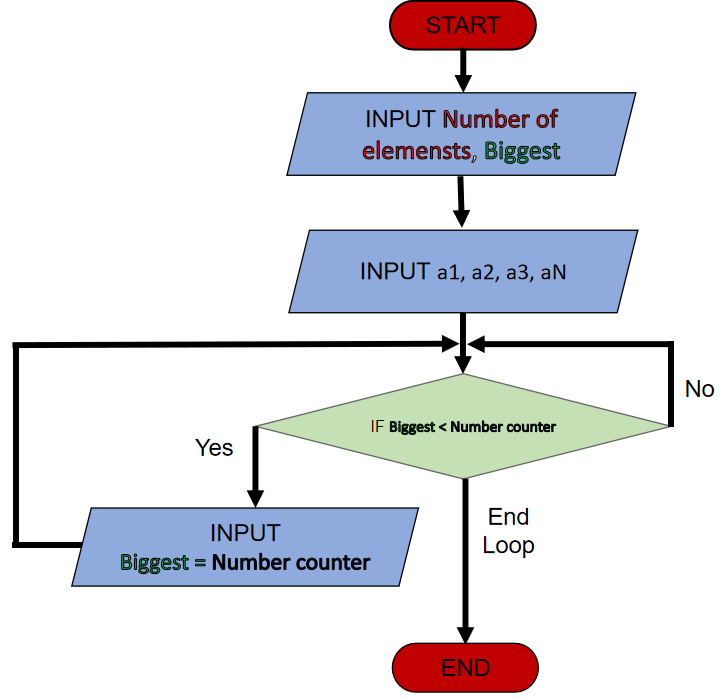 START
INPUT Number of
elemensts, Biggest
INPUT a1, a2, a3, aN
No
IF Biggest < Number counter
Yes
INPUT
Biggest = Number counter
End
Loop
END